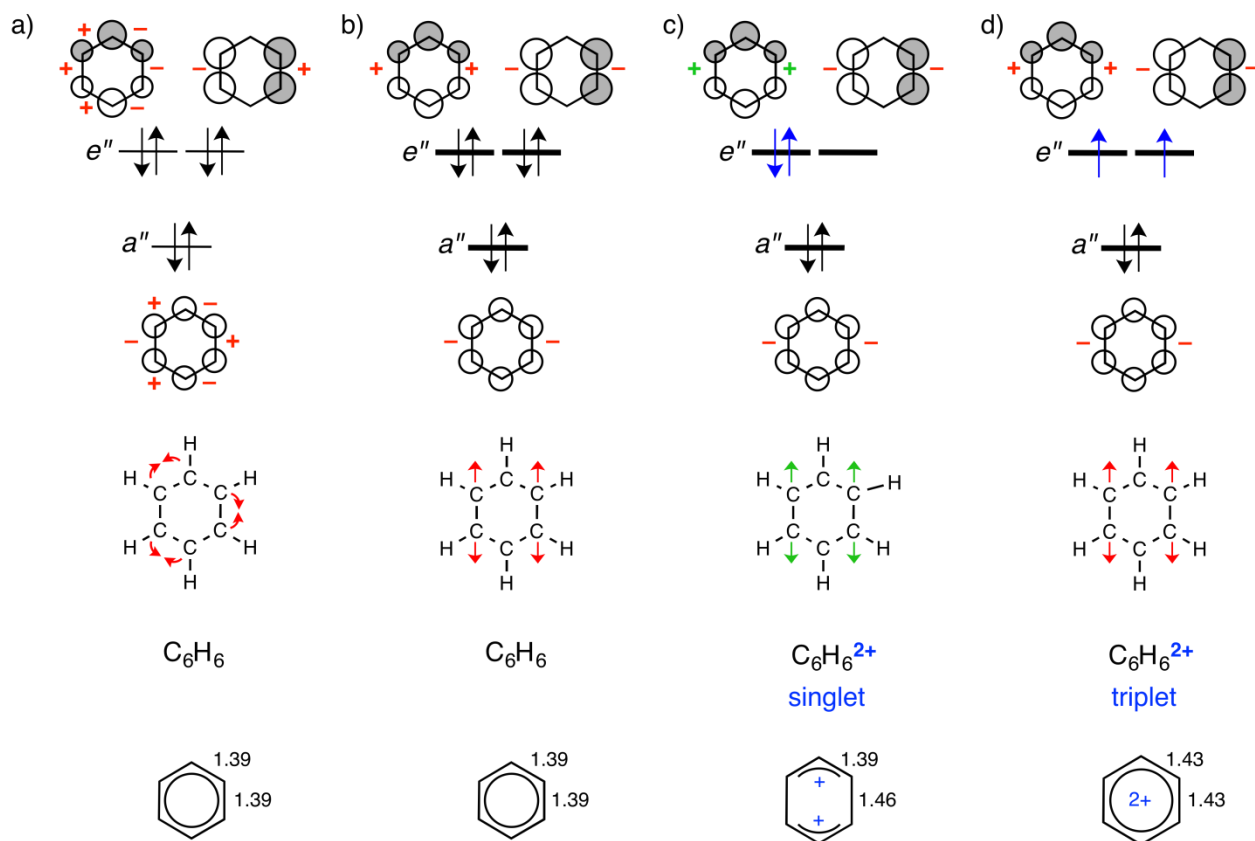 a) b) c) d)
+ − + − + − − +
− + + − −
+ + − −
+ + − −
e″ e″ e″ e″
a″ a″ a″ a″
+ − − + + −
− −
− −
− −
H H H H H H
C C C C C C
H H H H H H
C C C C C C
H H H H H H
C C C C C C
H H H H H H
C C C C C C
C₆H₆ C₆H₆ C₆H₆²⁺ C₆H₆²⁺
singlet triplet
1.39 1.39 1.39 1.43
1.39 1.39 + 1.46 2+ 1.43
+